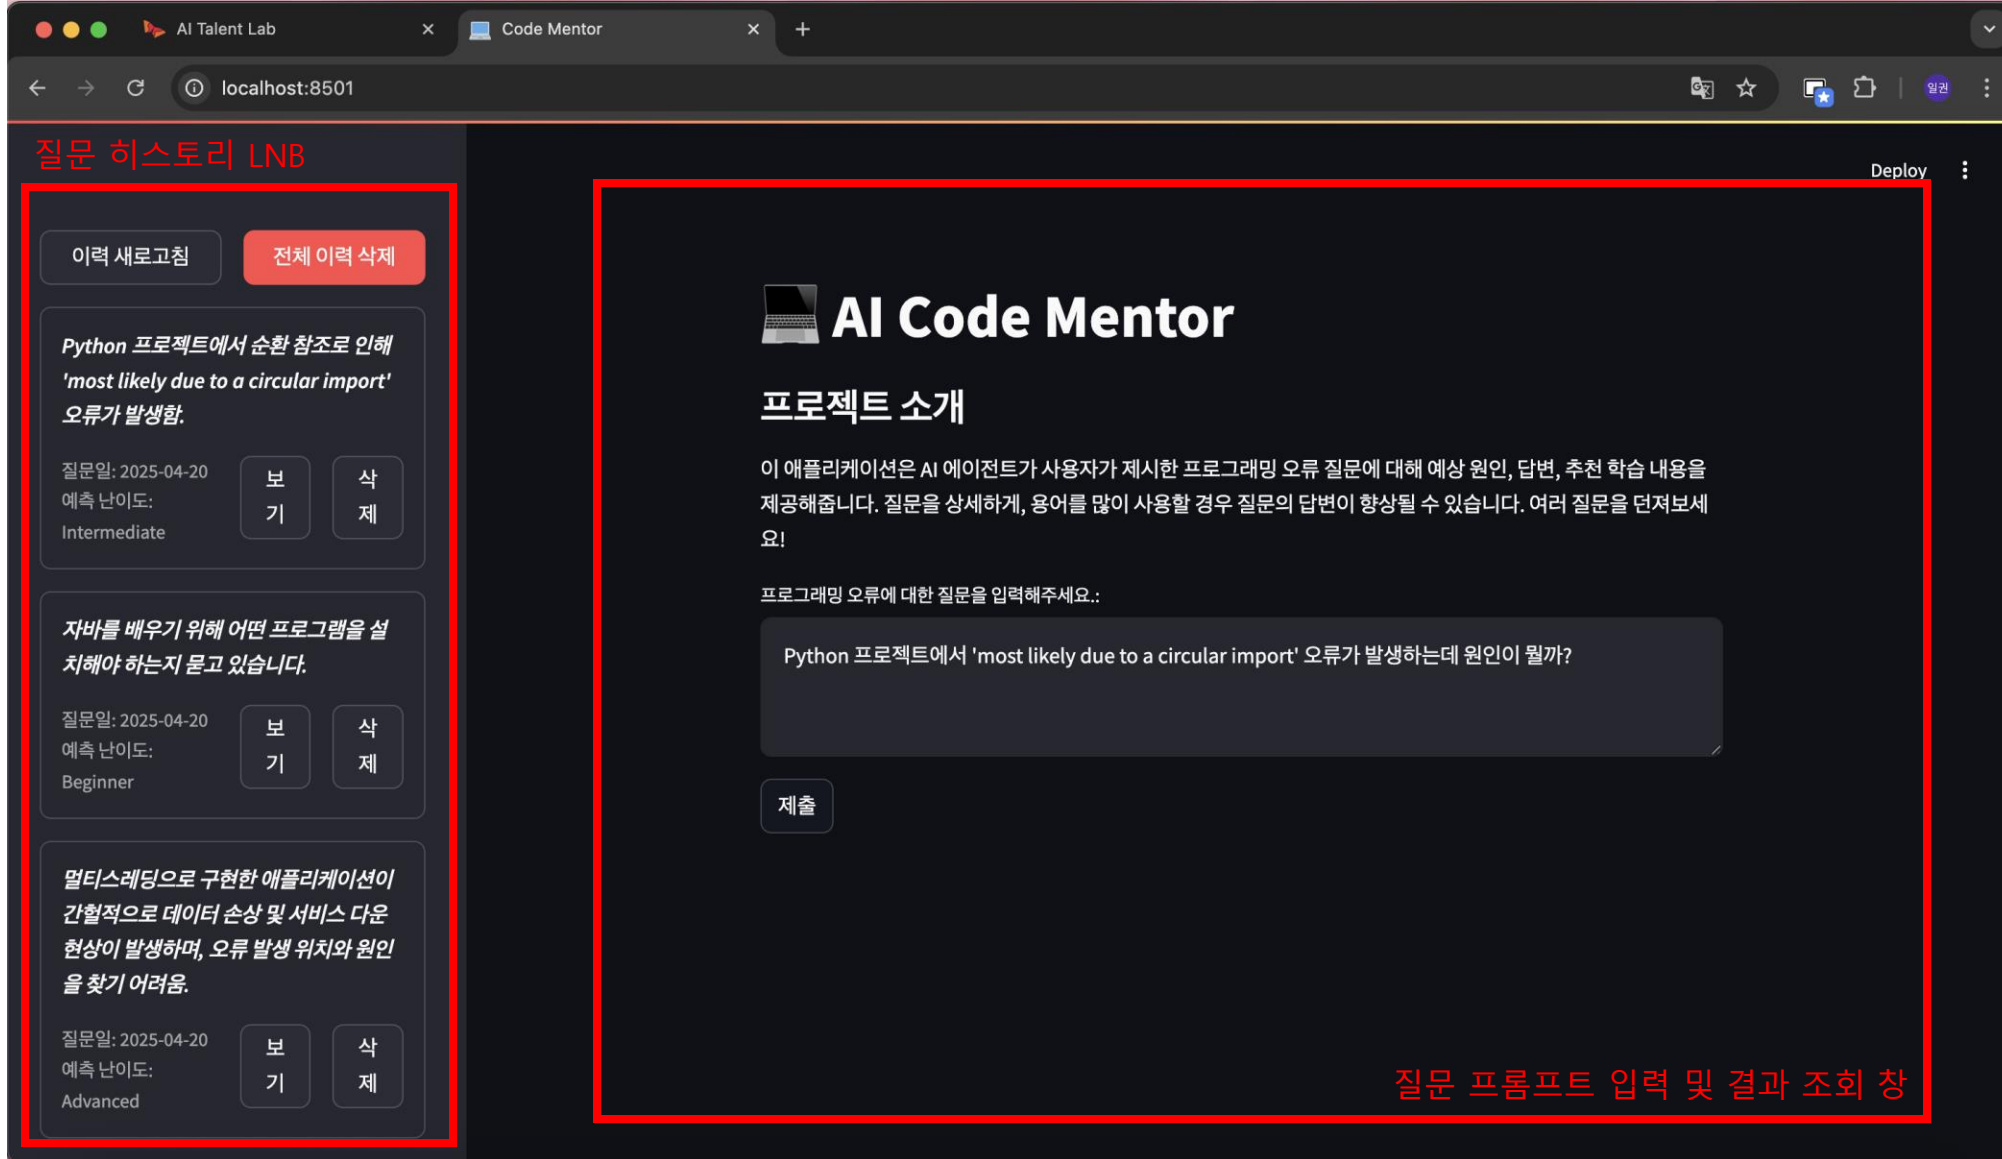 AI Talent Lab
Code Mentor
localhost:8501
일권
질문 히스토리 LNB
Deploy
이력 새로고침
전체 이력 삭제
Python 프로젝트에서 순환 참조로 인해
'most likely due to a circular import'
오류가 발생함.
질문일: 2025-04-20
예측 난이도:
Intermediate
보
기
삭
제
자바를 배우기 위해 어떤 프로그램을 설
치해야 하는지 묻고 있습니다.
질문일: 2025-04-20
예측 난이도:
Beginner
보
기
삭
제
멀티스레딩으로 구현한 애플리케이션이
간헐적으로 데이터 손상 및 서비스 다운
현상이 발생하며, 오류 발생 위치와 원인
을 찾기 어려움.
질문일: 2025-04-20
예측 난이도:
Advanced
보
기
삭
제
AI Code Mentor
프로젝트 소개
이 애플리케이션은 AI 에이전트가 사용자가 제시한 프로그래밍 오류 질문에 대해 예상 원인, 답변, 추천 학습 내용을
제공해줍니다. 질문을 상세하게, 용어를 많이 사용할 경우 질문의 답변이 향상될 수 있습니다. 여러 질문을 던져보세
요!
프로그래밍 오류에 대한 질문을 입력해주세요.:
Python 프로젝트에서 'most likely due to a circular import' 오류가 발생하는데 원인이 뭘까?
제출
질문 프롬프트 입력 및 결과 조회 창